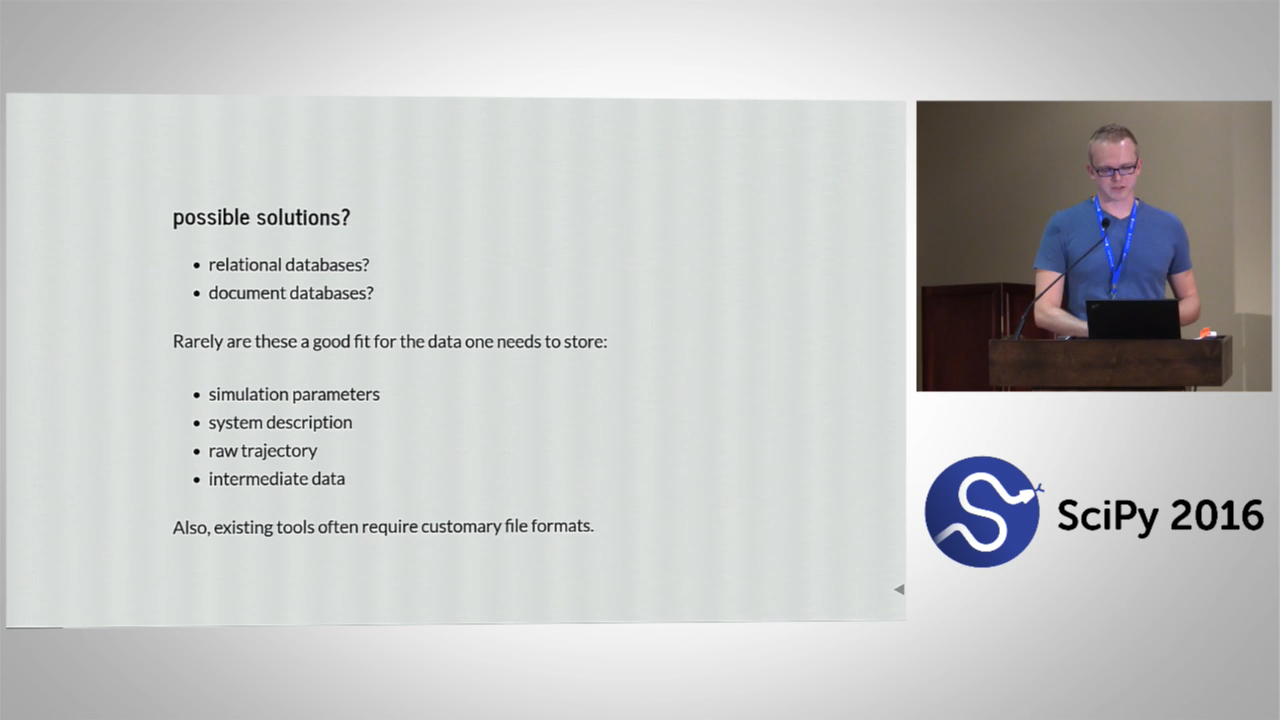 possible solutions?
• relational databases?
• document databases?
Rarely are these a good fit for the data one needs to store:
• simulation parameters
• system description
• raw trajectory
• intermediate data
Also, existing tools often require customary file formats.
SciPy 2016